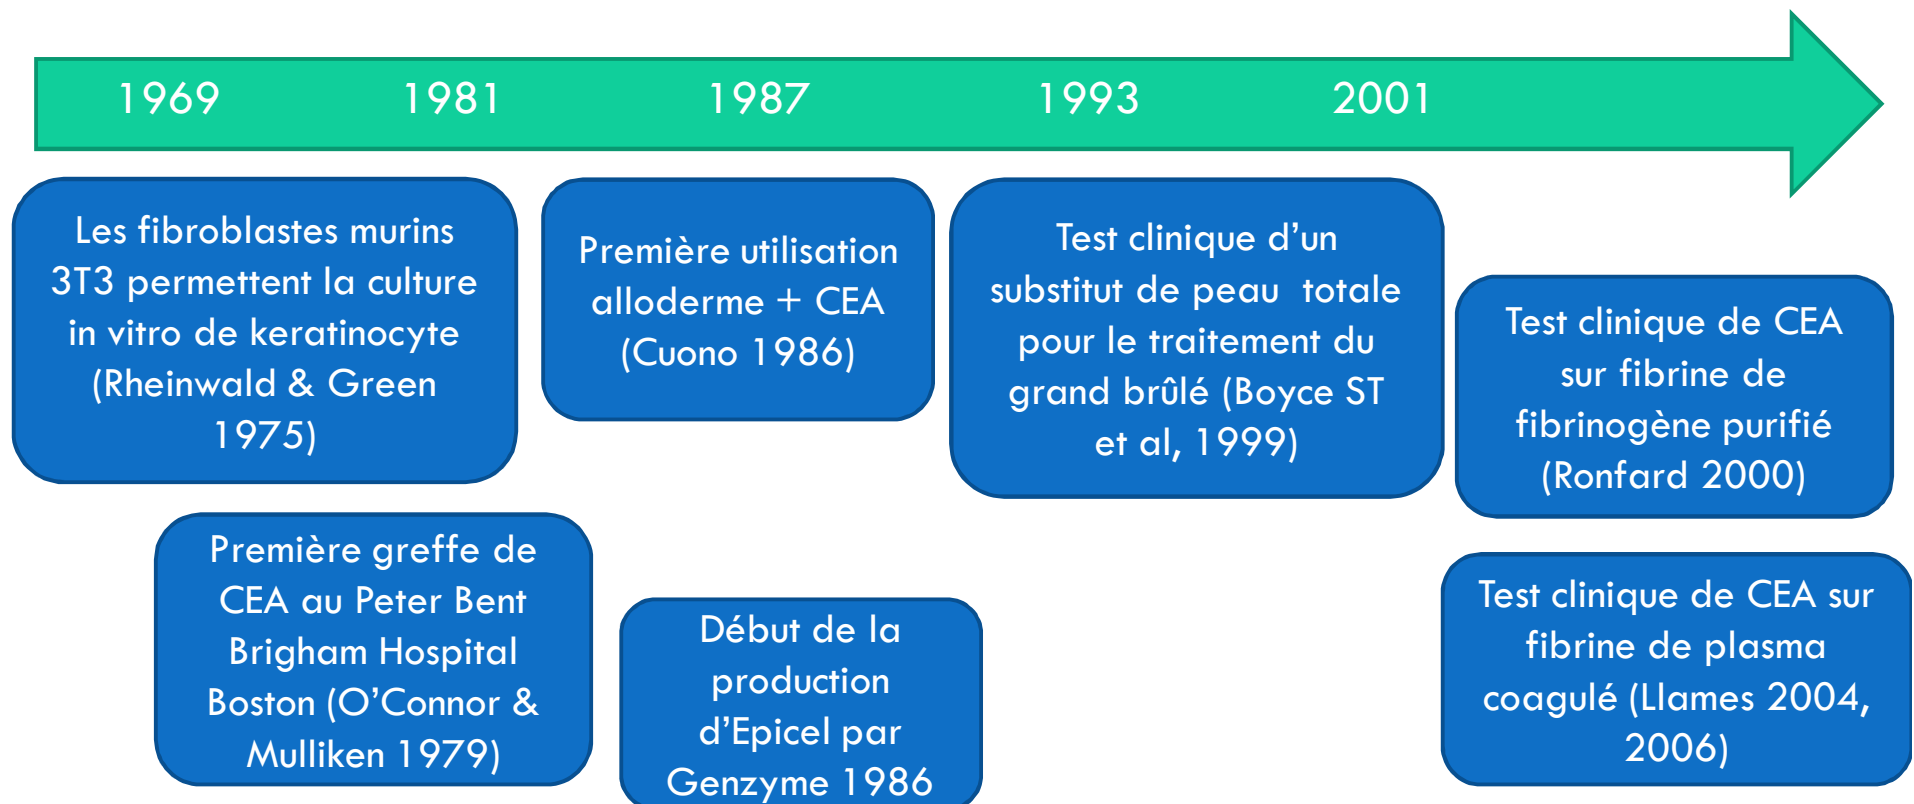 1969 1981 1987 1993 2001
Les fibroblastes murins
3T3 permettent la culture
in vitro de keratinocyte
(Rheinwald & Green
1975)
Première utilisation
alloderme + CEA
(Cuono 1986)
Test clinique d'un
substitut de peau totale
pour le traitement du
grand brûlé (Boyce ST
et al, 1999)
Test clinique de CEA
sur fibrine de
fibrinogène purifié
(Ronfard 2000)
Première greffe de
CEA au Peter Bent
Brigham Hospital
Boston (O'Connor &
Mulliken 1979)
Début de la
production
d'Epicel par
Genzyme 1986
Test clinique de CEA sur
fibrine de plasma
coagulé (Llames 2004,
2006)